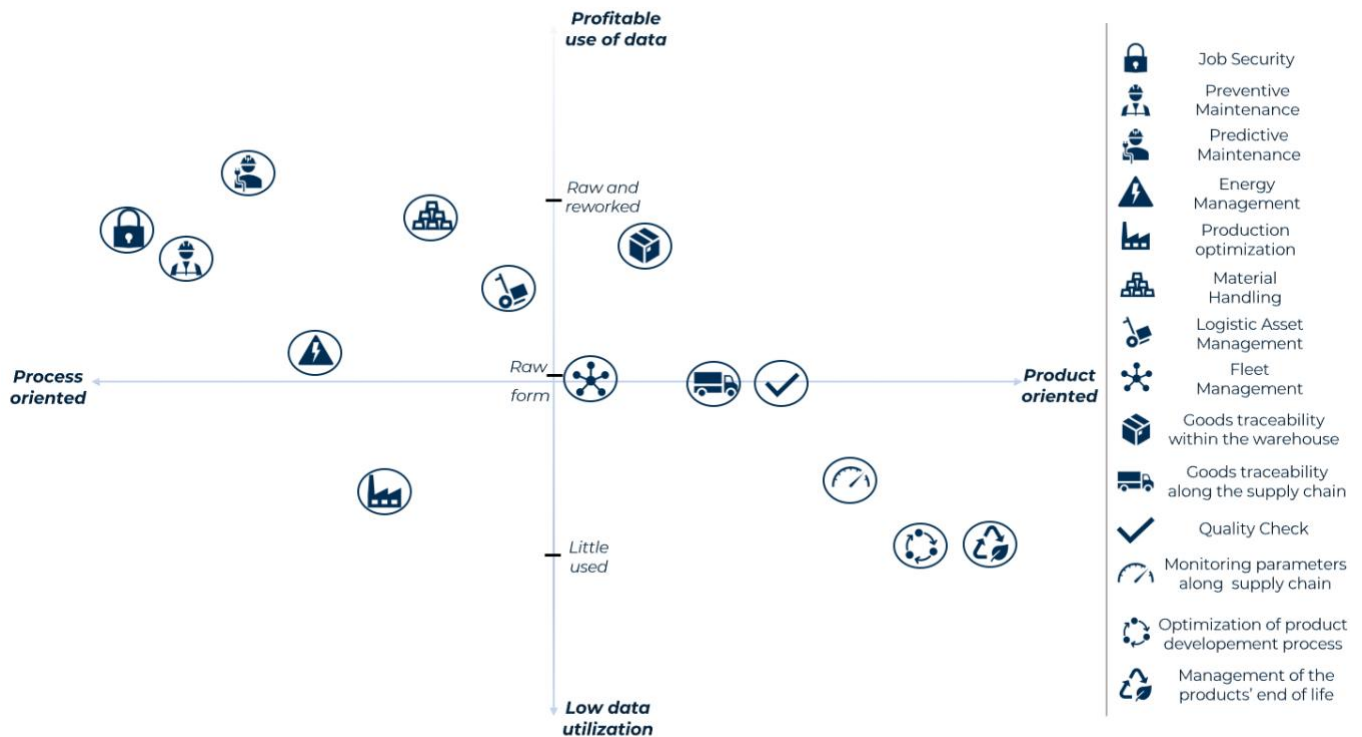 Profitable
use of data
Raw and
reworked
Process
oriented
Raw
form
Product
oriented
Little
used
Low data
utilization
Job Security
Preventive
Maintenance
Predictive
Maintenance
Energy
Management
Production
optimization
Material
Handling
Logistic Asset
Management
Fleet
Management
Goods traceability
within the warehouse
Goods traceability
along the supply chain
Quality Check
Monitoring parameters
along supply chain
Optimization of product
developement process
Management of the
products' end of life